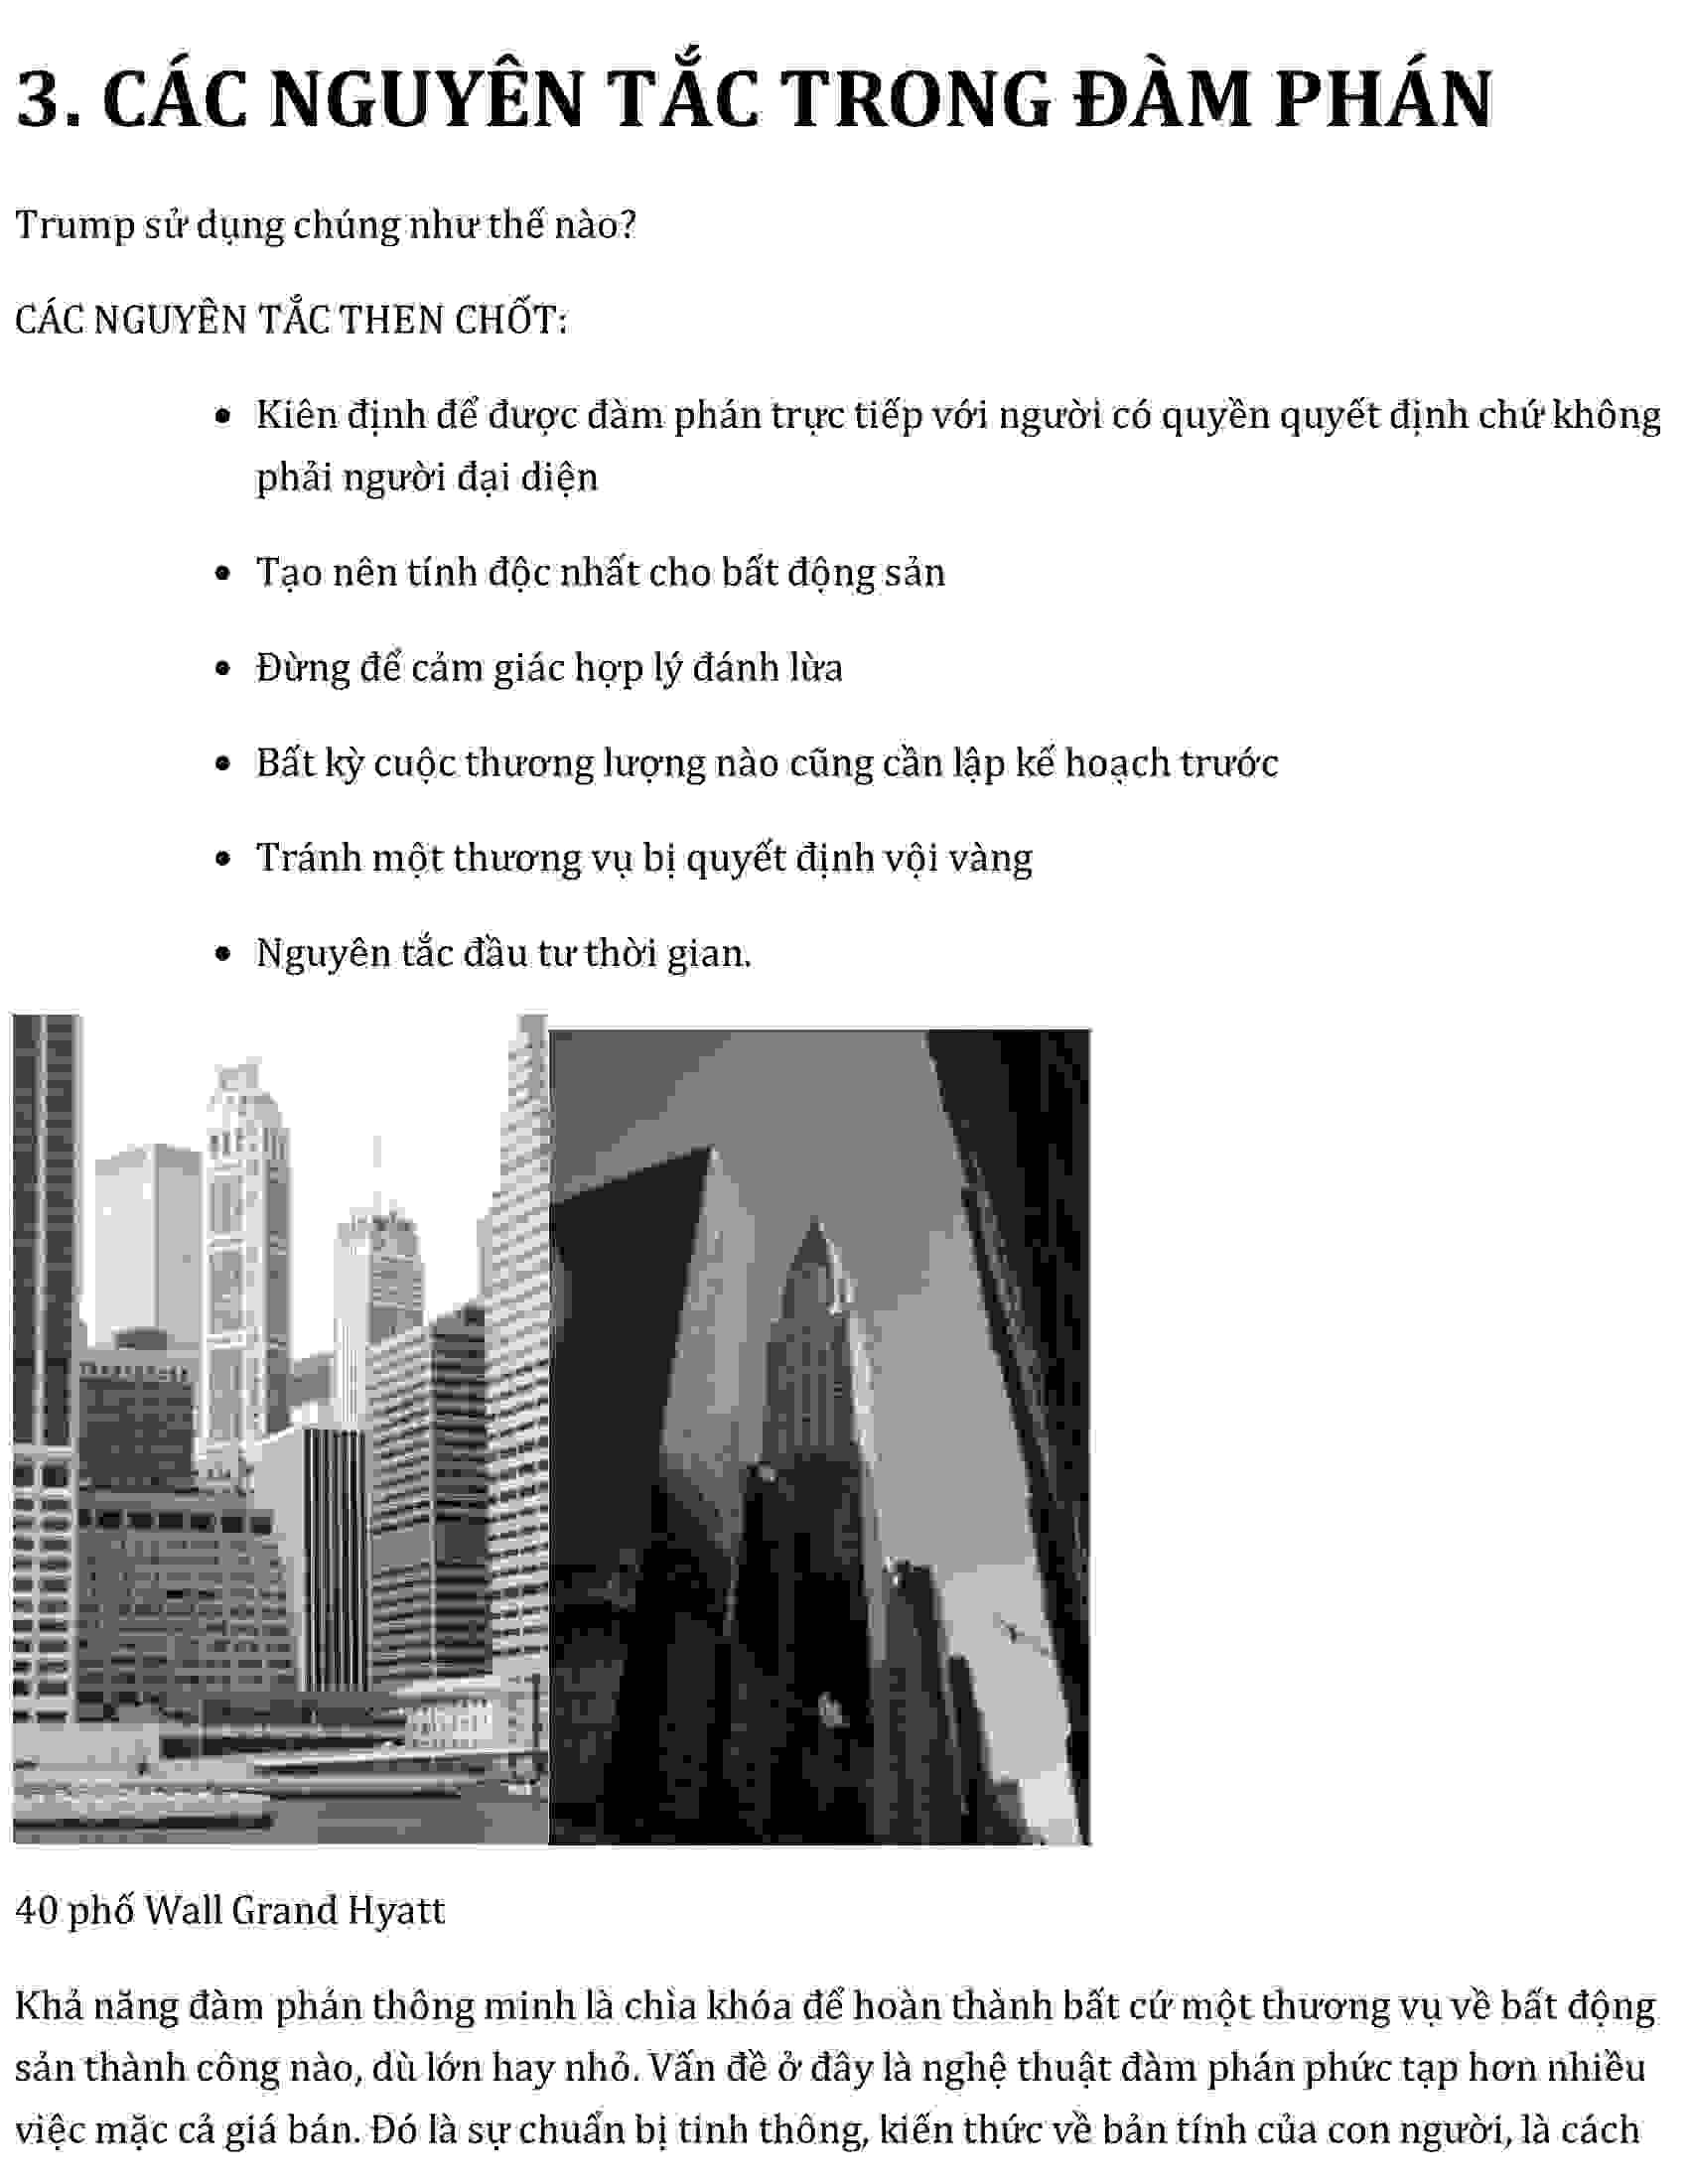 3. CÁC NGUYÊN TẮC TRONG ĐÀM PHÁN
Trump sử dụng chúng như thế nào?
CÁC NGUYÊN TẮC THEN CHỐT:
• Kiên định để được đàm phán trực tiếp với người có quyền quyết định chứ không
phải người đại diện
• Tạo nên tính độc nhất cho bất động sản
• Đừng để cảm giác hợp lý đánh lừa
• Bất kỳ cuộc thương lượng nào cũng cần lập kế hoạch trước
• Tránh một thương vụ bị quyết định vội vàng
• Nguyên tắc đầu tư thời gian.
40 phố Wall Grand Hyatt
Khả năng đàm phán thông minh là chìa khóa để hoàn thành bất cứ một thương vụ về bất động
sản thành công nào, dù lớn hay nhỏ. Vấn đề ở đây là nghệ thuật đàm phán phức tạp hơn nhiều
việc mặc cả giá bán. Đó là sự chuẩn bị tinh thông, kiến thức về bản tính của con người, là cách